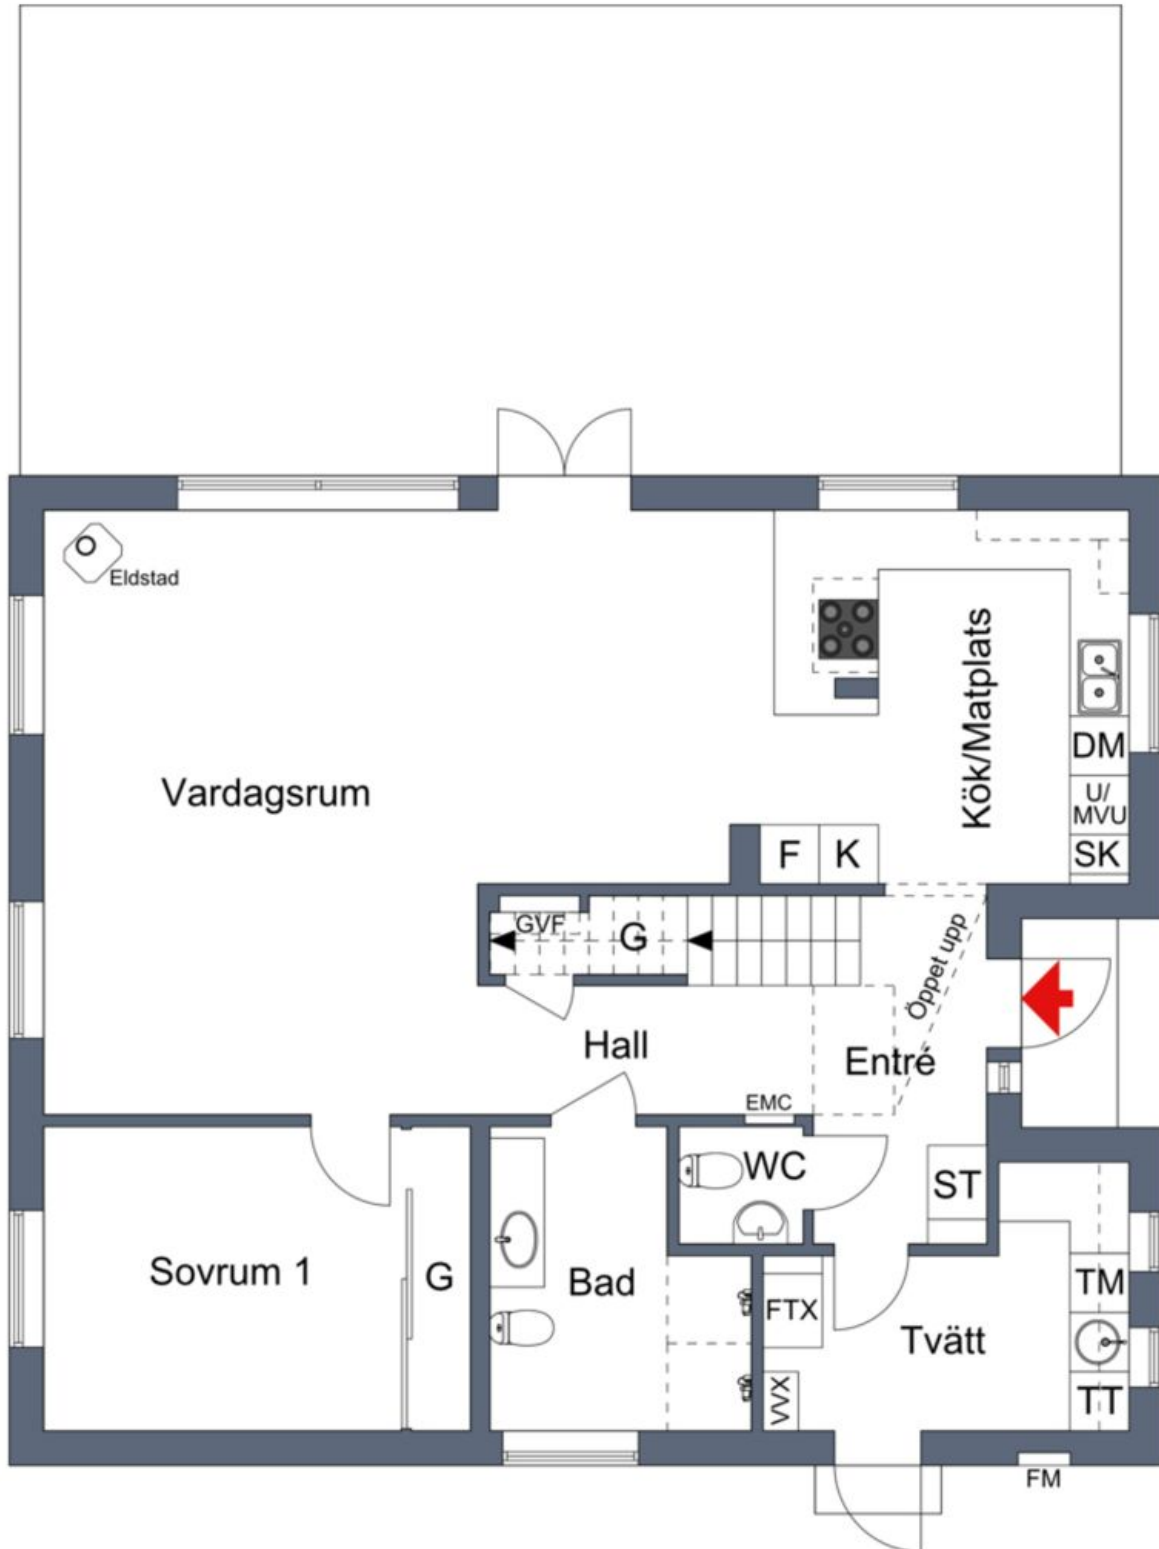 Eldstad
Kök/Matplats
DM
Vardagsrum
U/
MVU
F
K
SK
GVF
G
Öppet upp
Hall
Entré
EMC
WC
ST
Sovrum 1
G
Bad
FTX
TM
Tvätt
VVX
TT
FM